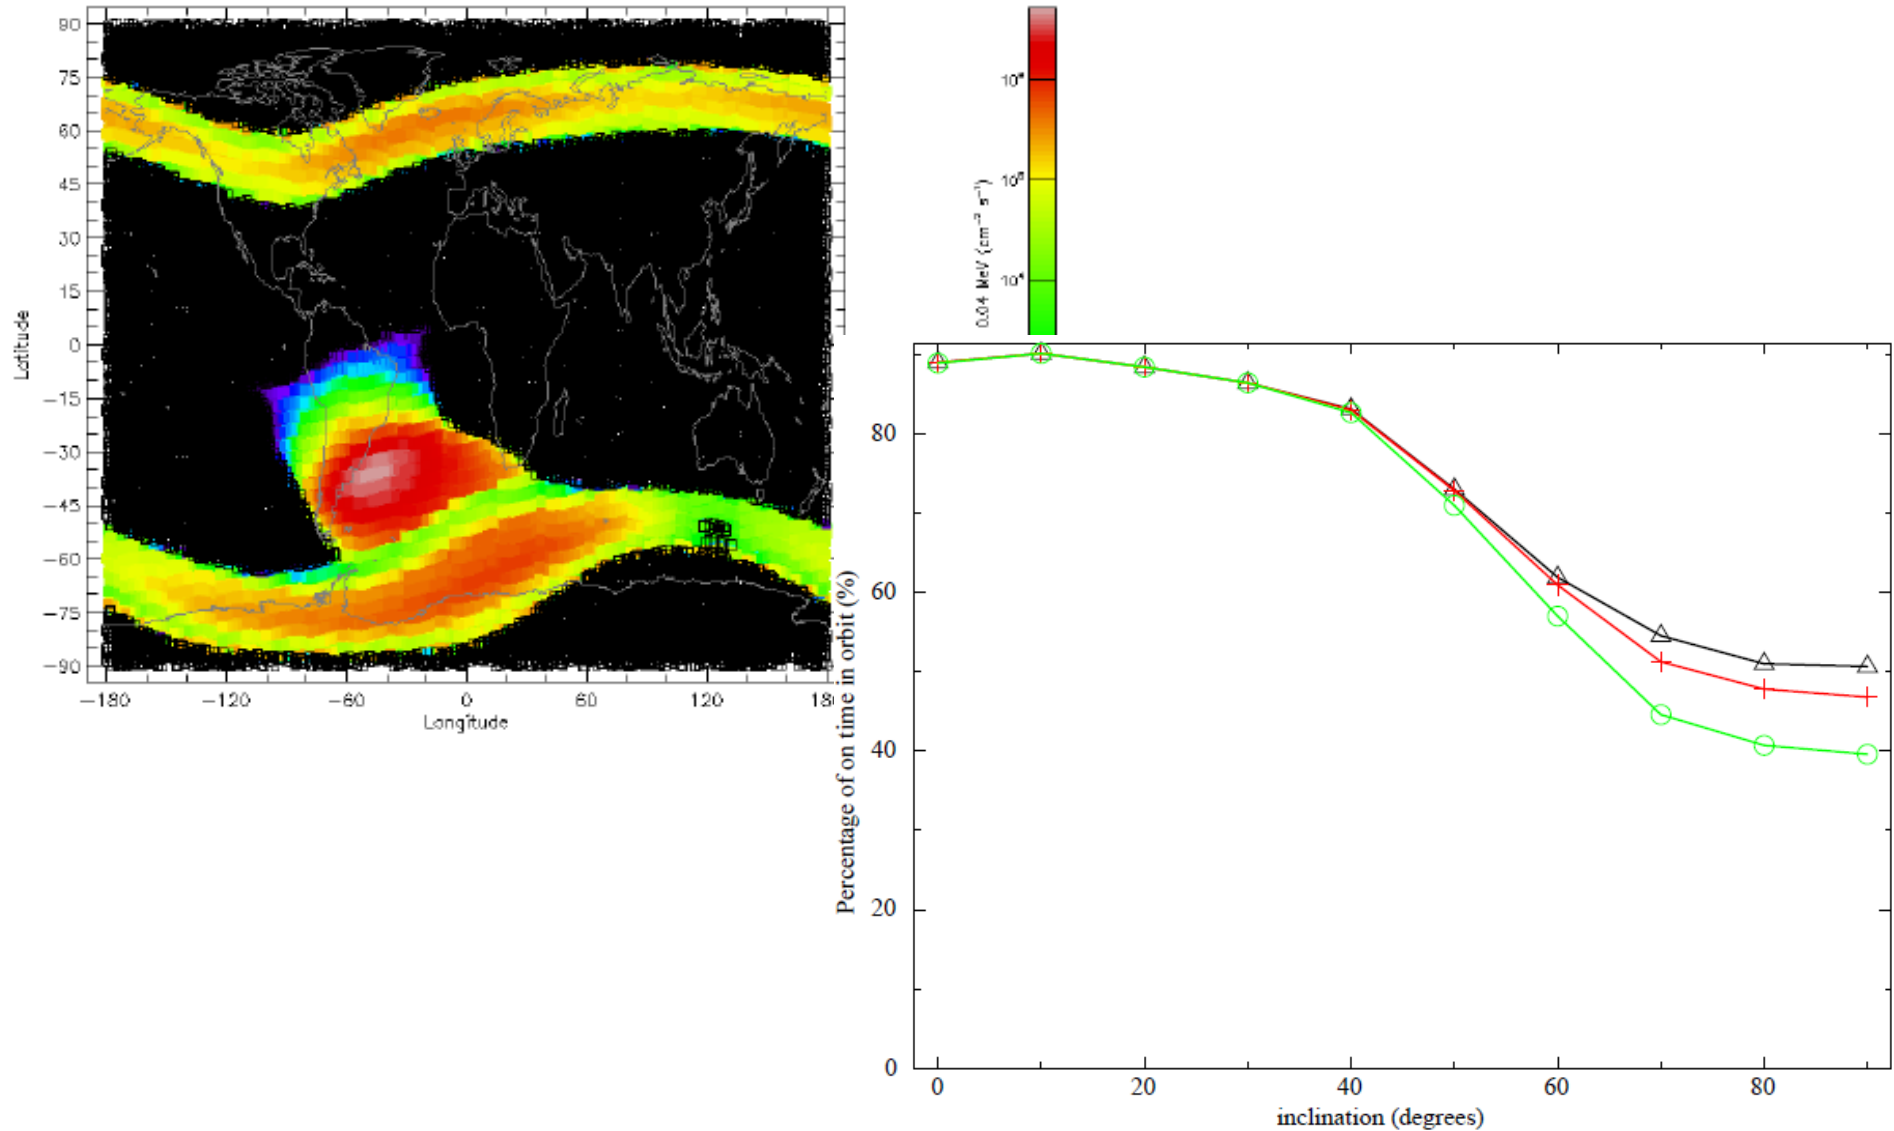 90
75
60
45
30
15
0
−15
−30
−45
−60
−75
−90
Latitude
−180 −120 −60 0 60 120 18
Longitude
0.04 MeV (cm⁻² s⁻¹)
10⁵
10⁴
80
60
40
20
0
Percentage of on time in orbit (%)
0 20 40 60 80
inclination (degrees)